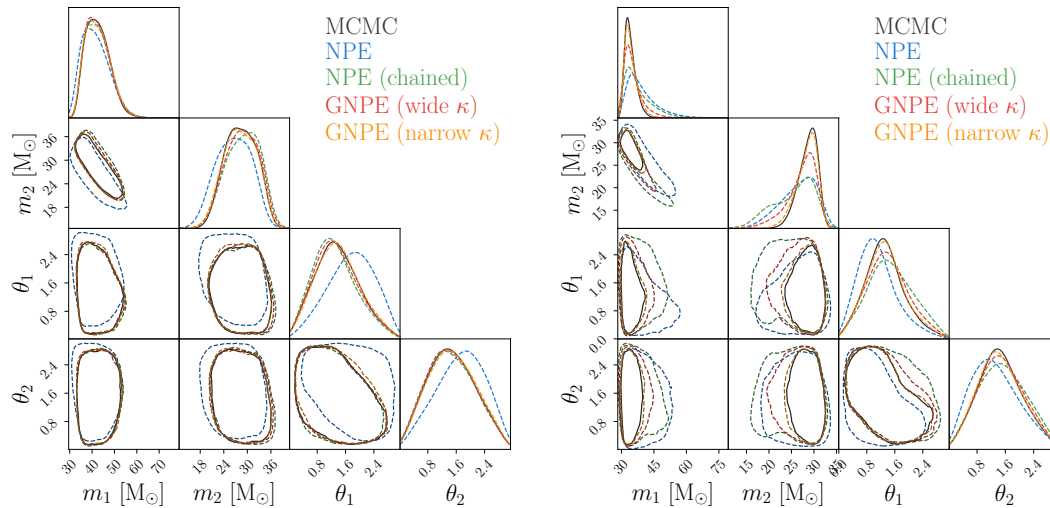 MCMC
NPE
NPE (chained)
GNPE (wide κ)
GNPE (narrow κ)
m₂ [M⊙]
36
30
24
18
θ₁
2.4
1.6
0.8
θ₂
2.4
1.6
0.8
30 40 50 60 70
18 24 30 36
0.8 1.6 2.4
0.8 1.6 2.4
m₁ [M⊙] m₂ [M⊙] θ₁ θ₂
MCMC
NPE
NPE (chained)
GNPE (wide κ)
GNPE (narrow κ)
m₂ [M⊙]
35
30
25
20
15
θ₁
2.4
1.6
0.8
0.0
θ₂
2.4
1.6
0.8
30 45 60 75
15 20 25 30
0.8 1.6 2.4
0.8 1.6 2.4
m₁ [M⊙] m₂ [M⊙] θ₁ θ₂